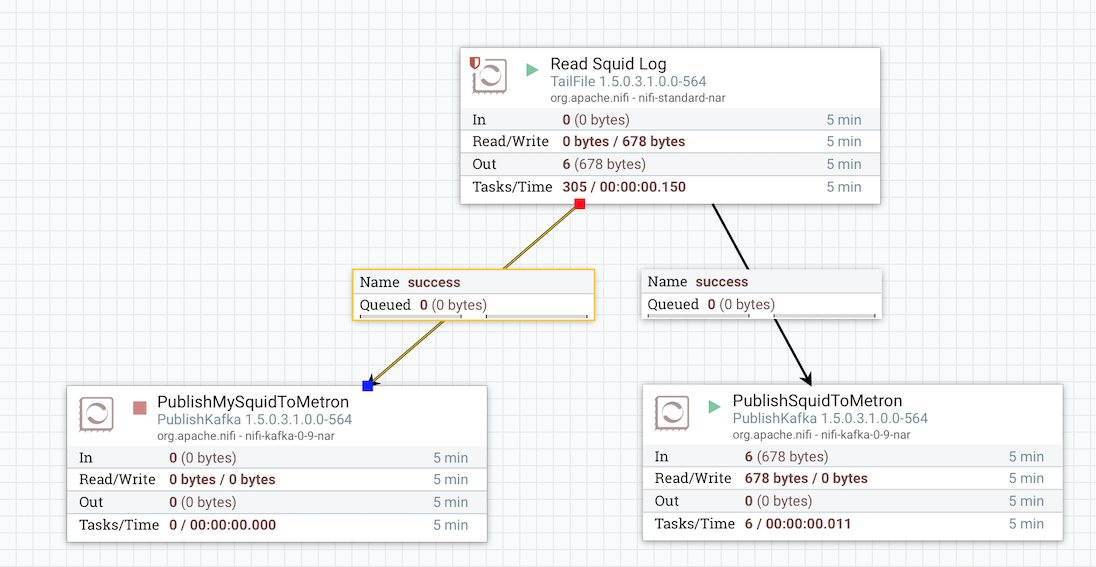 Read Squid Log
TailFile 1.5.0.3.1.0.0-564
org.apache.nifi - nifi-standard-nar
In 0 (0 bytes) 5 min
Read/Write 0 bytes / 678 bytes 5 min
Out 6 (678 bytes) 5 min
Tasks/Time 305 / 00:00:00.150 5 min
Name success
Queued 0 (0 bytes)
Name success
Queued 0 (0 bytes)
PublishMySquidToMetron
PublishKafka 1.5.0.3.1.0.0-564
org.apache.nifi - nifi-kafka-0-9-nar
In 0 (0 bytes) 5 min
Read/Write 0 bytes / 0 bytes 5 min
Out 0 (0 bytes) 5 min
Tasks/Time 0 / 00:00:00.000 5 min
PublishSquidToMetron
PublishKafka 1.5.0.3.1.0.0-564
org.apache.nifi - nifi-kafka-0-9-nar
In 6 (678 bytes) 5 min
Read/Write 678 bytes / 0 bytes 5 min
Out 0 (0 bytes) 5 min
Tasks/Time 6 / 00:00:00.011 5 min